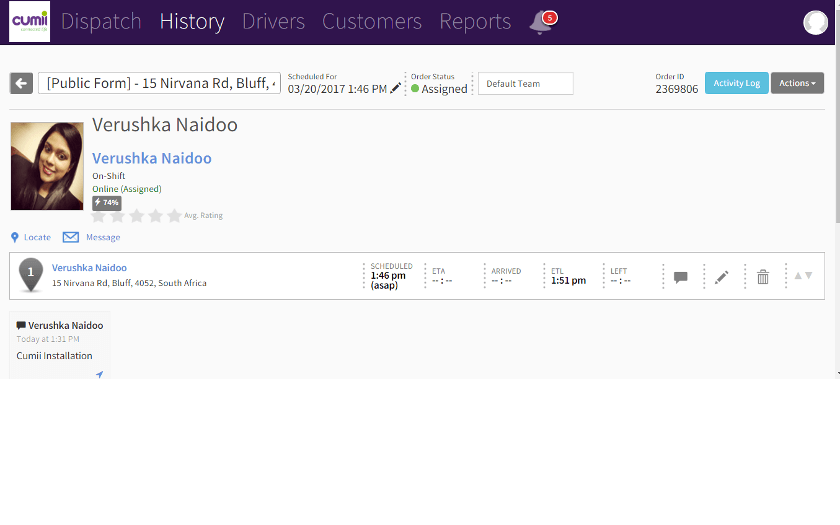 cumii
Dispatch History Drivers Customers Reports 5
[Public Form] - 15 Nirvana Rd, Bluff,
Scheduled For
03/20/2017 1:46 PM
Order Status
Assigned
Default Team
Order ID
2369806
Activity Log
Actions
Verushka Naidoo
Verushka Naidoo
On-Shift
Online (Assigned)
74%
Avg. Rating
Locate Message
1
Verushka Naidoo
15 Nirvana Rd, Bluff, 4052, South Africa
SCHEDULED
1:46 pm
(asap)
ETA
-- : --
ARRIVED
-- : --
ETL
1:51 pm
LEFT
-- : --
Verushka Naidoo
Today at 1:31 PM
Cumii Installation